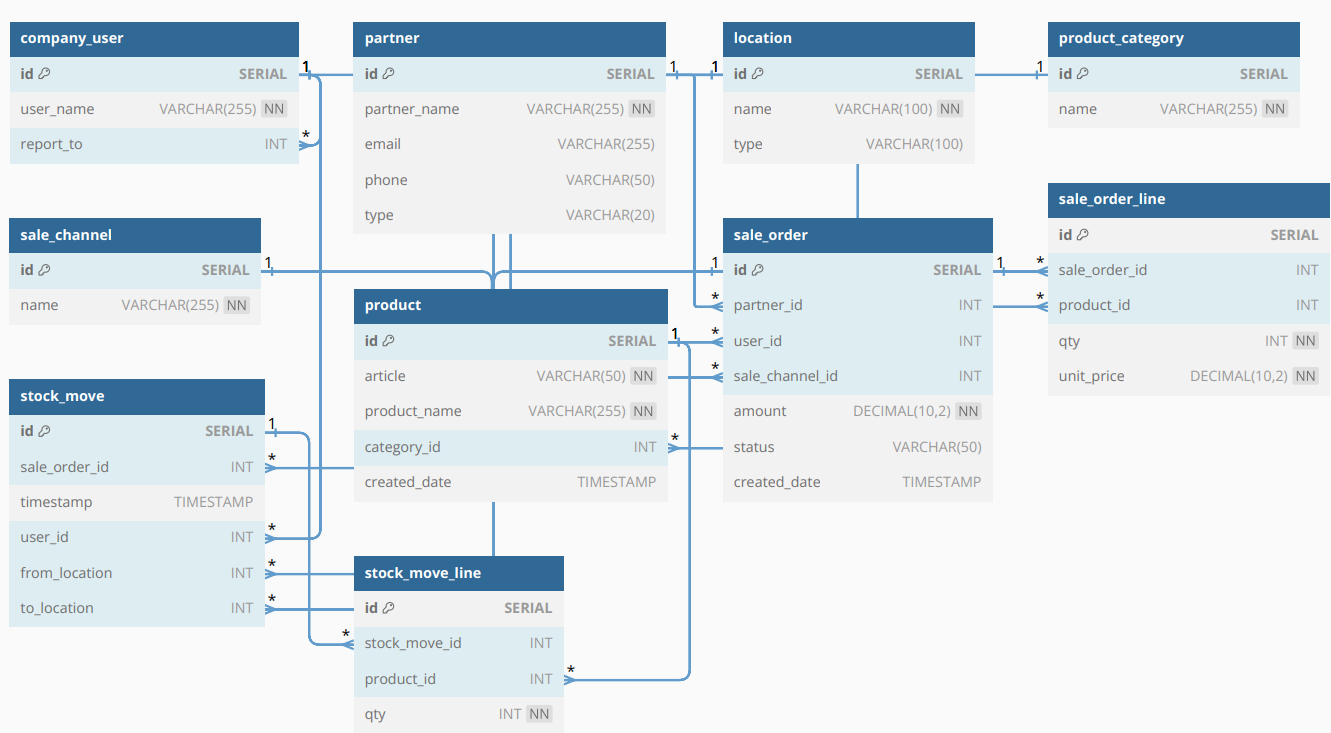 company_user
id SERIAL
user_name VARCHAR(255) NN
report_to INT
1
*
partner
id SERIAL
partner_name VARCHAR(255) NN
email VARCHAR(255)
phone VARCHAR(50)
type VARCHAR(20)
1
location
1
id SERIAL
name VARCHAR(100) NN
type VARCHAR(100)
product_category
1
id SERIAL
name VARCHAR(255) NN
sale_channel
id SERIAL
name VARCHAR(255) NN
1
product
id SERIAL
article VARCHAR(50) NN
product_name VARCHAR(255) NN
category_id INT
created_date TIMESTAMP
1
*
sale_order
1
id SERIAL
1
*
partner_id INT
*
user_id INT
*
sale_channel_id INT
amount DECIMAL(10,2) NN
status VARCHAR(50)
created_date TIMESTAMP
sale_order_line
id SERIAL
*
sale_order_id INT
*
product_id INT
qty INT NN
unit_price DECIMAL(10,2) NN
stock_move
id SERIAL
1
sale_order_id INT
*
timestamp TIMESTAMP
user_id INT
*
from_location INT
*
to_location INT
*
stock_move_line
id SERIAL
*
stock_move_id INT
product_id INT
*
qty INT NN